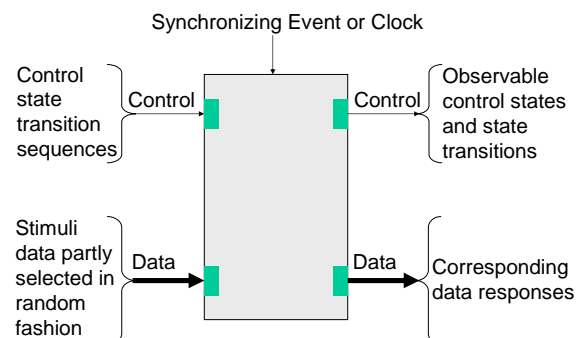 Synchronizing Event or Clock
Control
state
transition
sequences
Control
Control
Observable
control states
and state
transitions
Stimuli
data partly
selected in
random
fashion
Data
Data
Corresponding
data responses